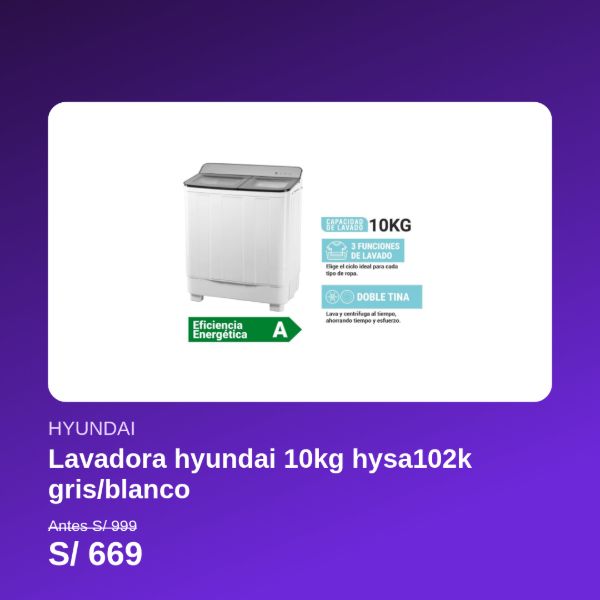 CAPACIDAD
DE LAVADO 10KG
3 FUNCIONES
DE LAVADO
Elige el ciclo ideal para cada
tipo de ropa.
DOBLE TINA
Lava y centrifuga al tiempo,
ahorrando tiempo y esfuerzo.
Eficiencia
Energética A
HYUNDAI
Lavadora hyundai 10kg hysa102k
gris/blanco
Antes S/ 999
S/ 669